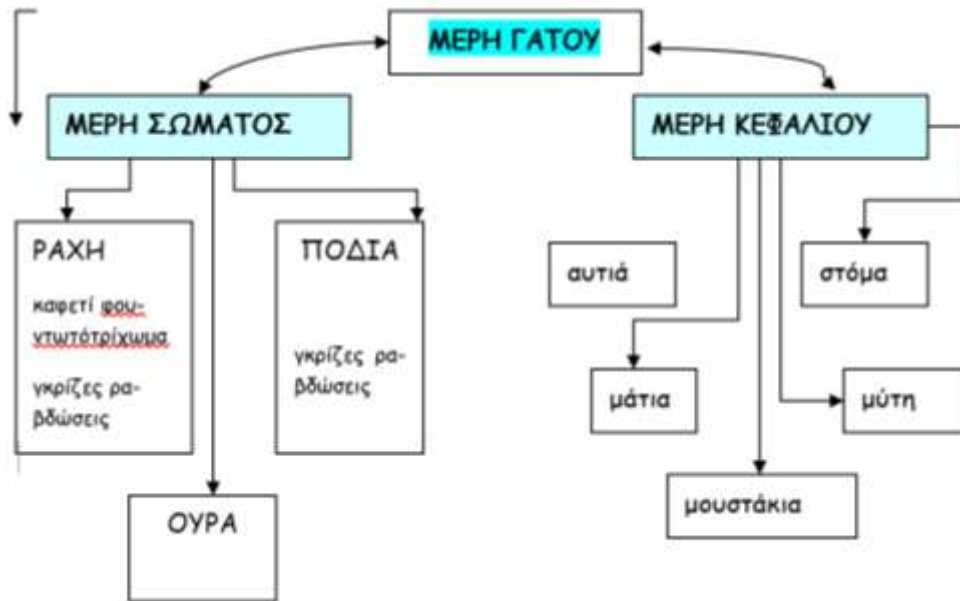 ΜΕΡΗ ΓΑΤΟΥ
ΜΕΡΗ ΣΩΜΑΤΟΣ
ΜΕΡΗ ΚΕΦΑΛΙΟΥ
ΡΑΧΗ
καφετί φου-
ντωτότρίχωμα
γκρίζες ρα-
βδώσεις
ΠΟΔΙΑ
γκρίζες ρα-
βδώσεις
ΟΥΡΑ
αυτιά
στόμα
μάτια
μύτη
μουστάκια